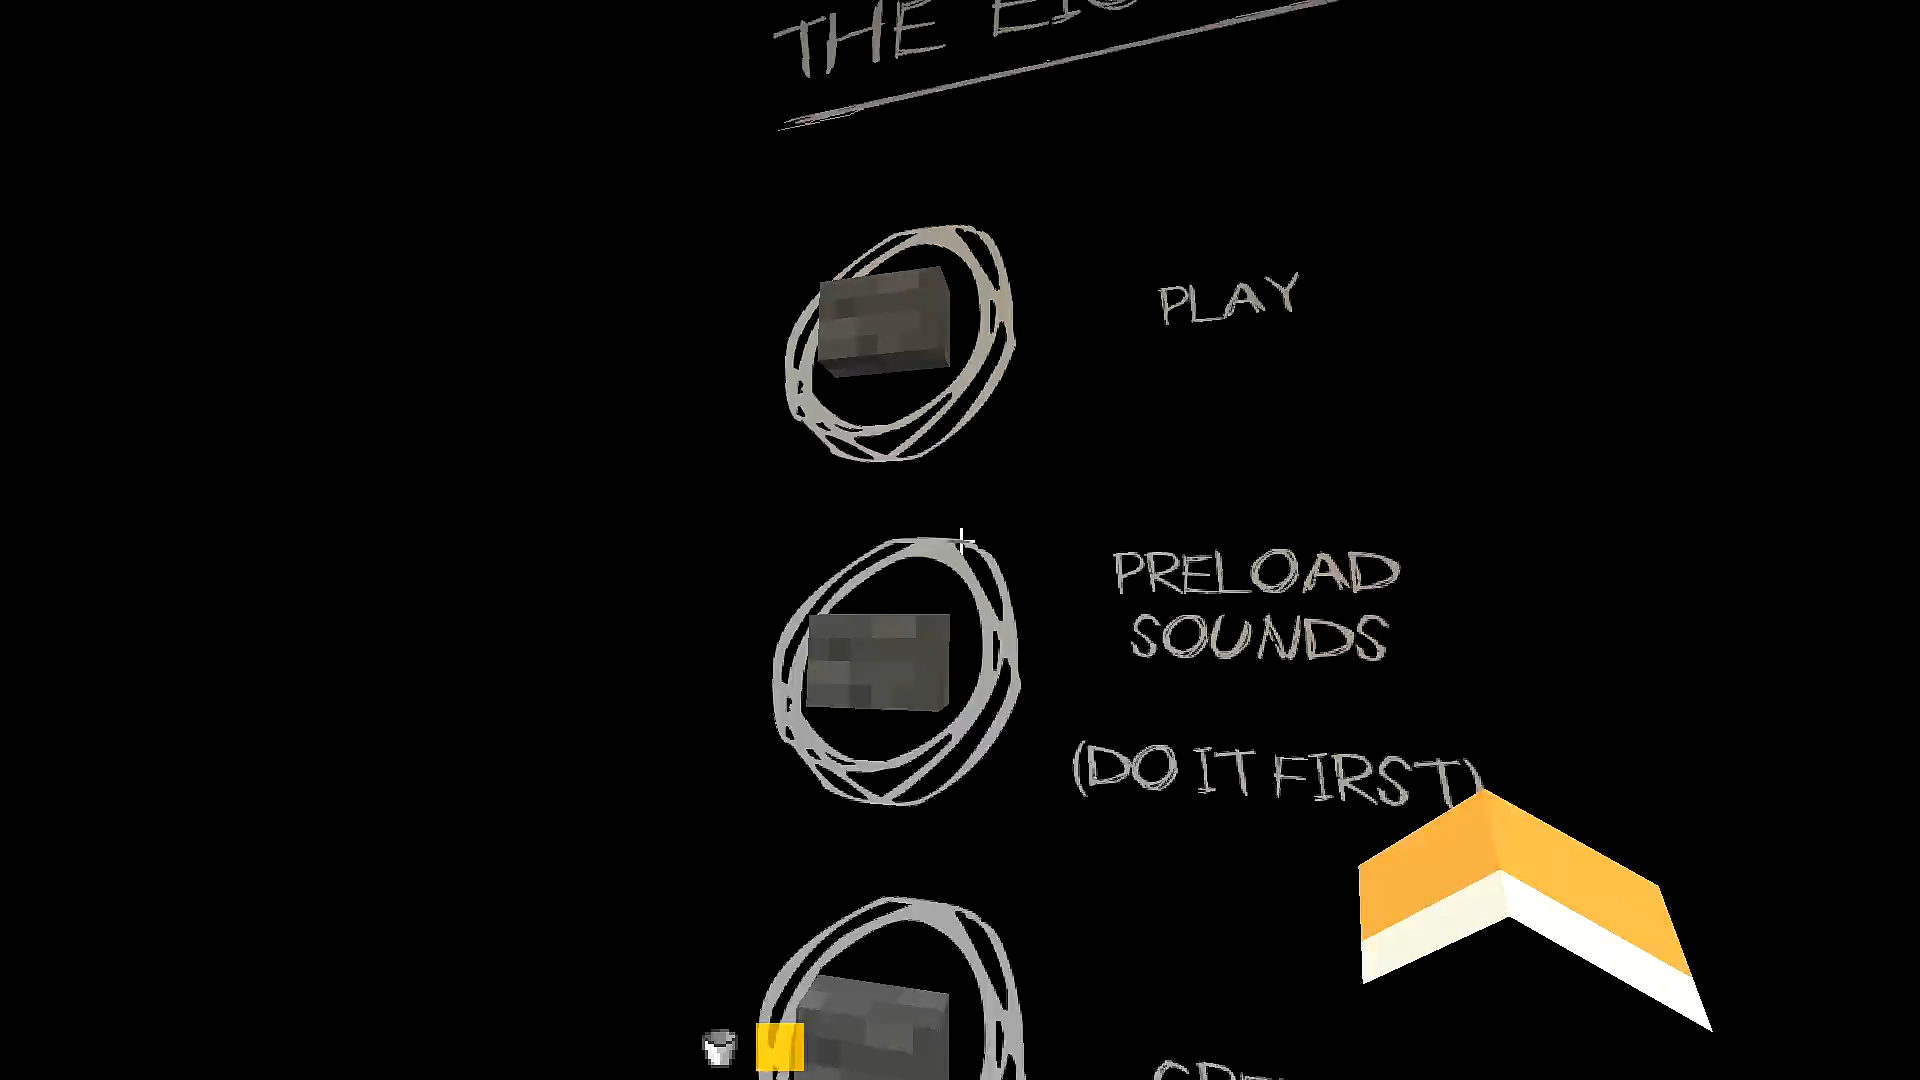 THE
PLAY
PRELOAD
SOUNDS
(DO IT FIRST)